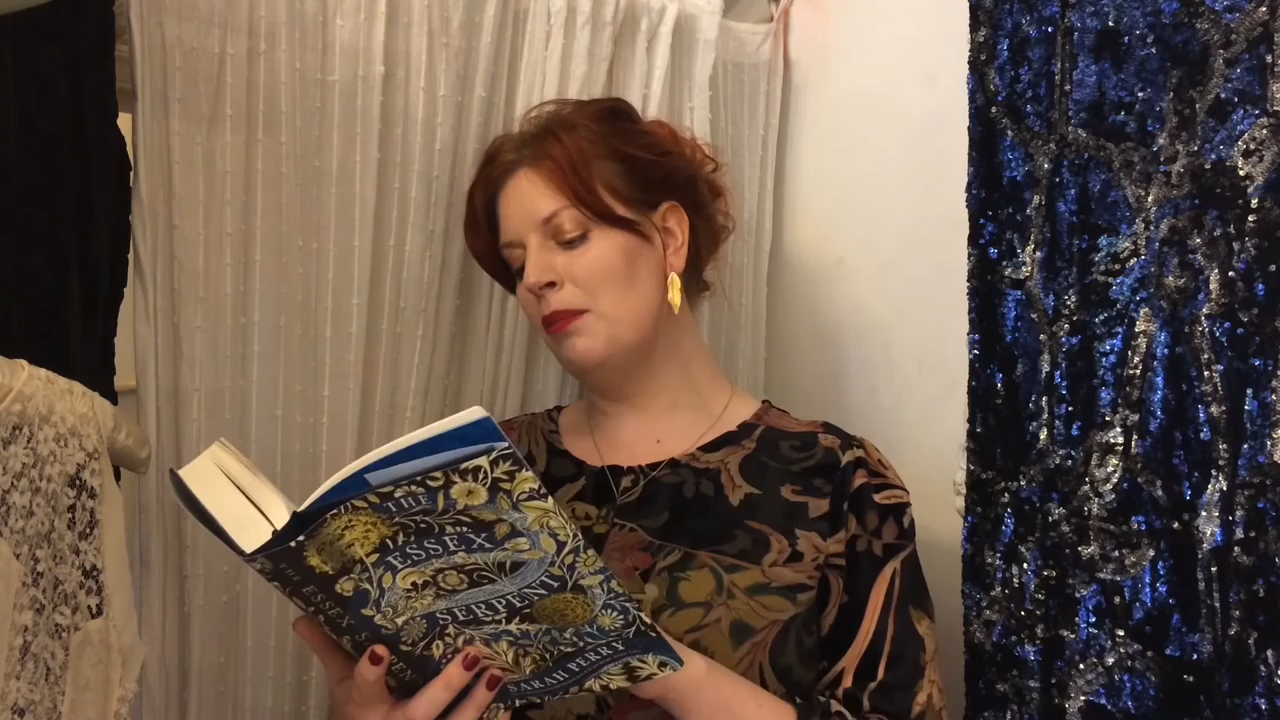 THE
ESSEX
SERPENT
SARAH PERRY
THE ESSEX SERPENT